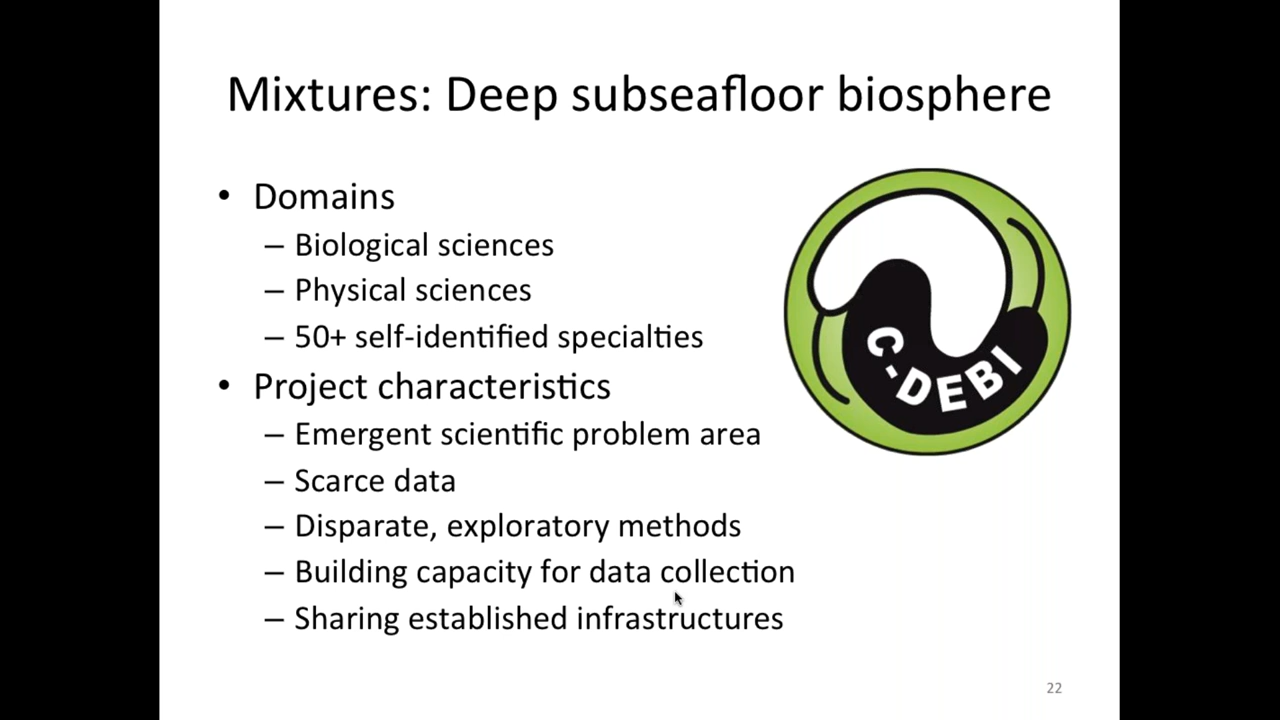 Mixtures: Deep subseafloor biosphere
• Domains
– Biological sciences
– Physical sciences
– 50+ self-identified specialties
• Project characteristics
– Emergent scientific problem area
– Scarce data
– Disparate, exploratory methods
– Building capacity for data collection
– Sharing established infrastructures
C-DEBI
22